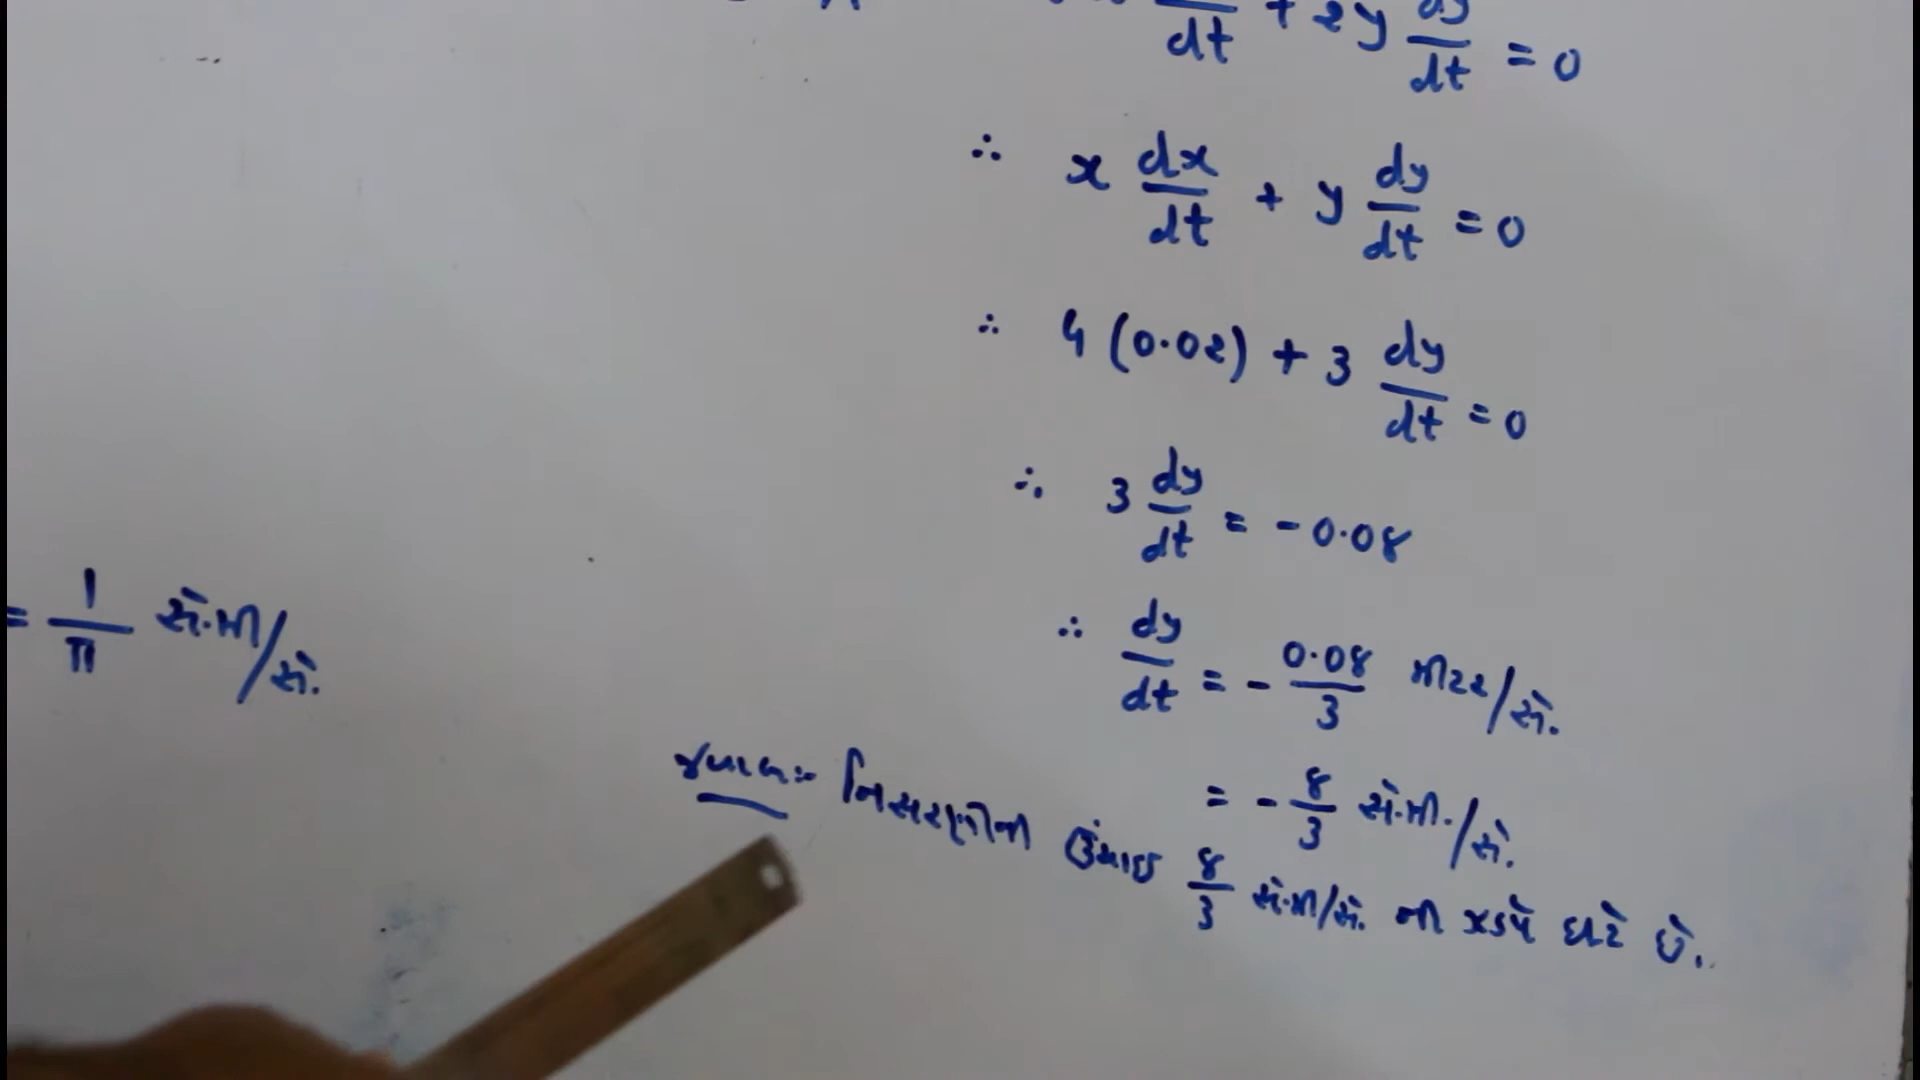 dt + 2y dy/dt = 0
∴ x dx/dt + y dy/dt = 0
∴ 4 (0.02) + 3 dy/dt = 0
∴ 3 dy/dt = - 0.08
= 1/π સે.મી/સે.
∴ dy/dt = - 0.08/3 મીટર/સે.
= - 8/3 સે.મી./સે.
જવાબ:- નિસરણીની ઉંચાઇ 8/3 સે.મી/સે. ની ઝડપે ઘટે છે.